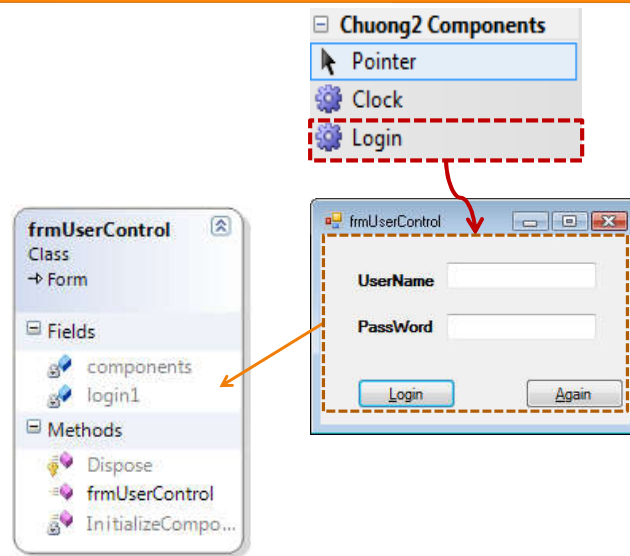 Chuong2 Components
Pointer
Clock
Login
frmUserControl
Class
Form
Fields
components
login1
Methods
Dispose
frmUserControl
InitializeCompo...
frmUserControl
UserName
PassWord
Login
Again